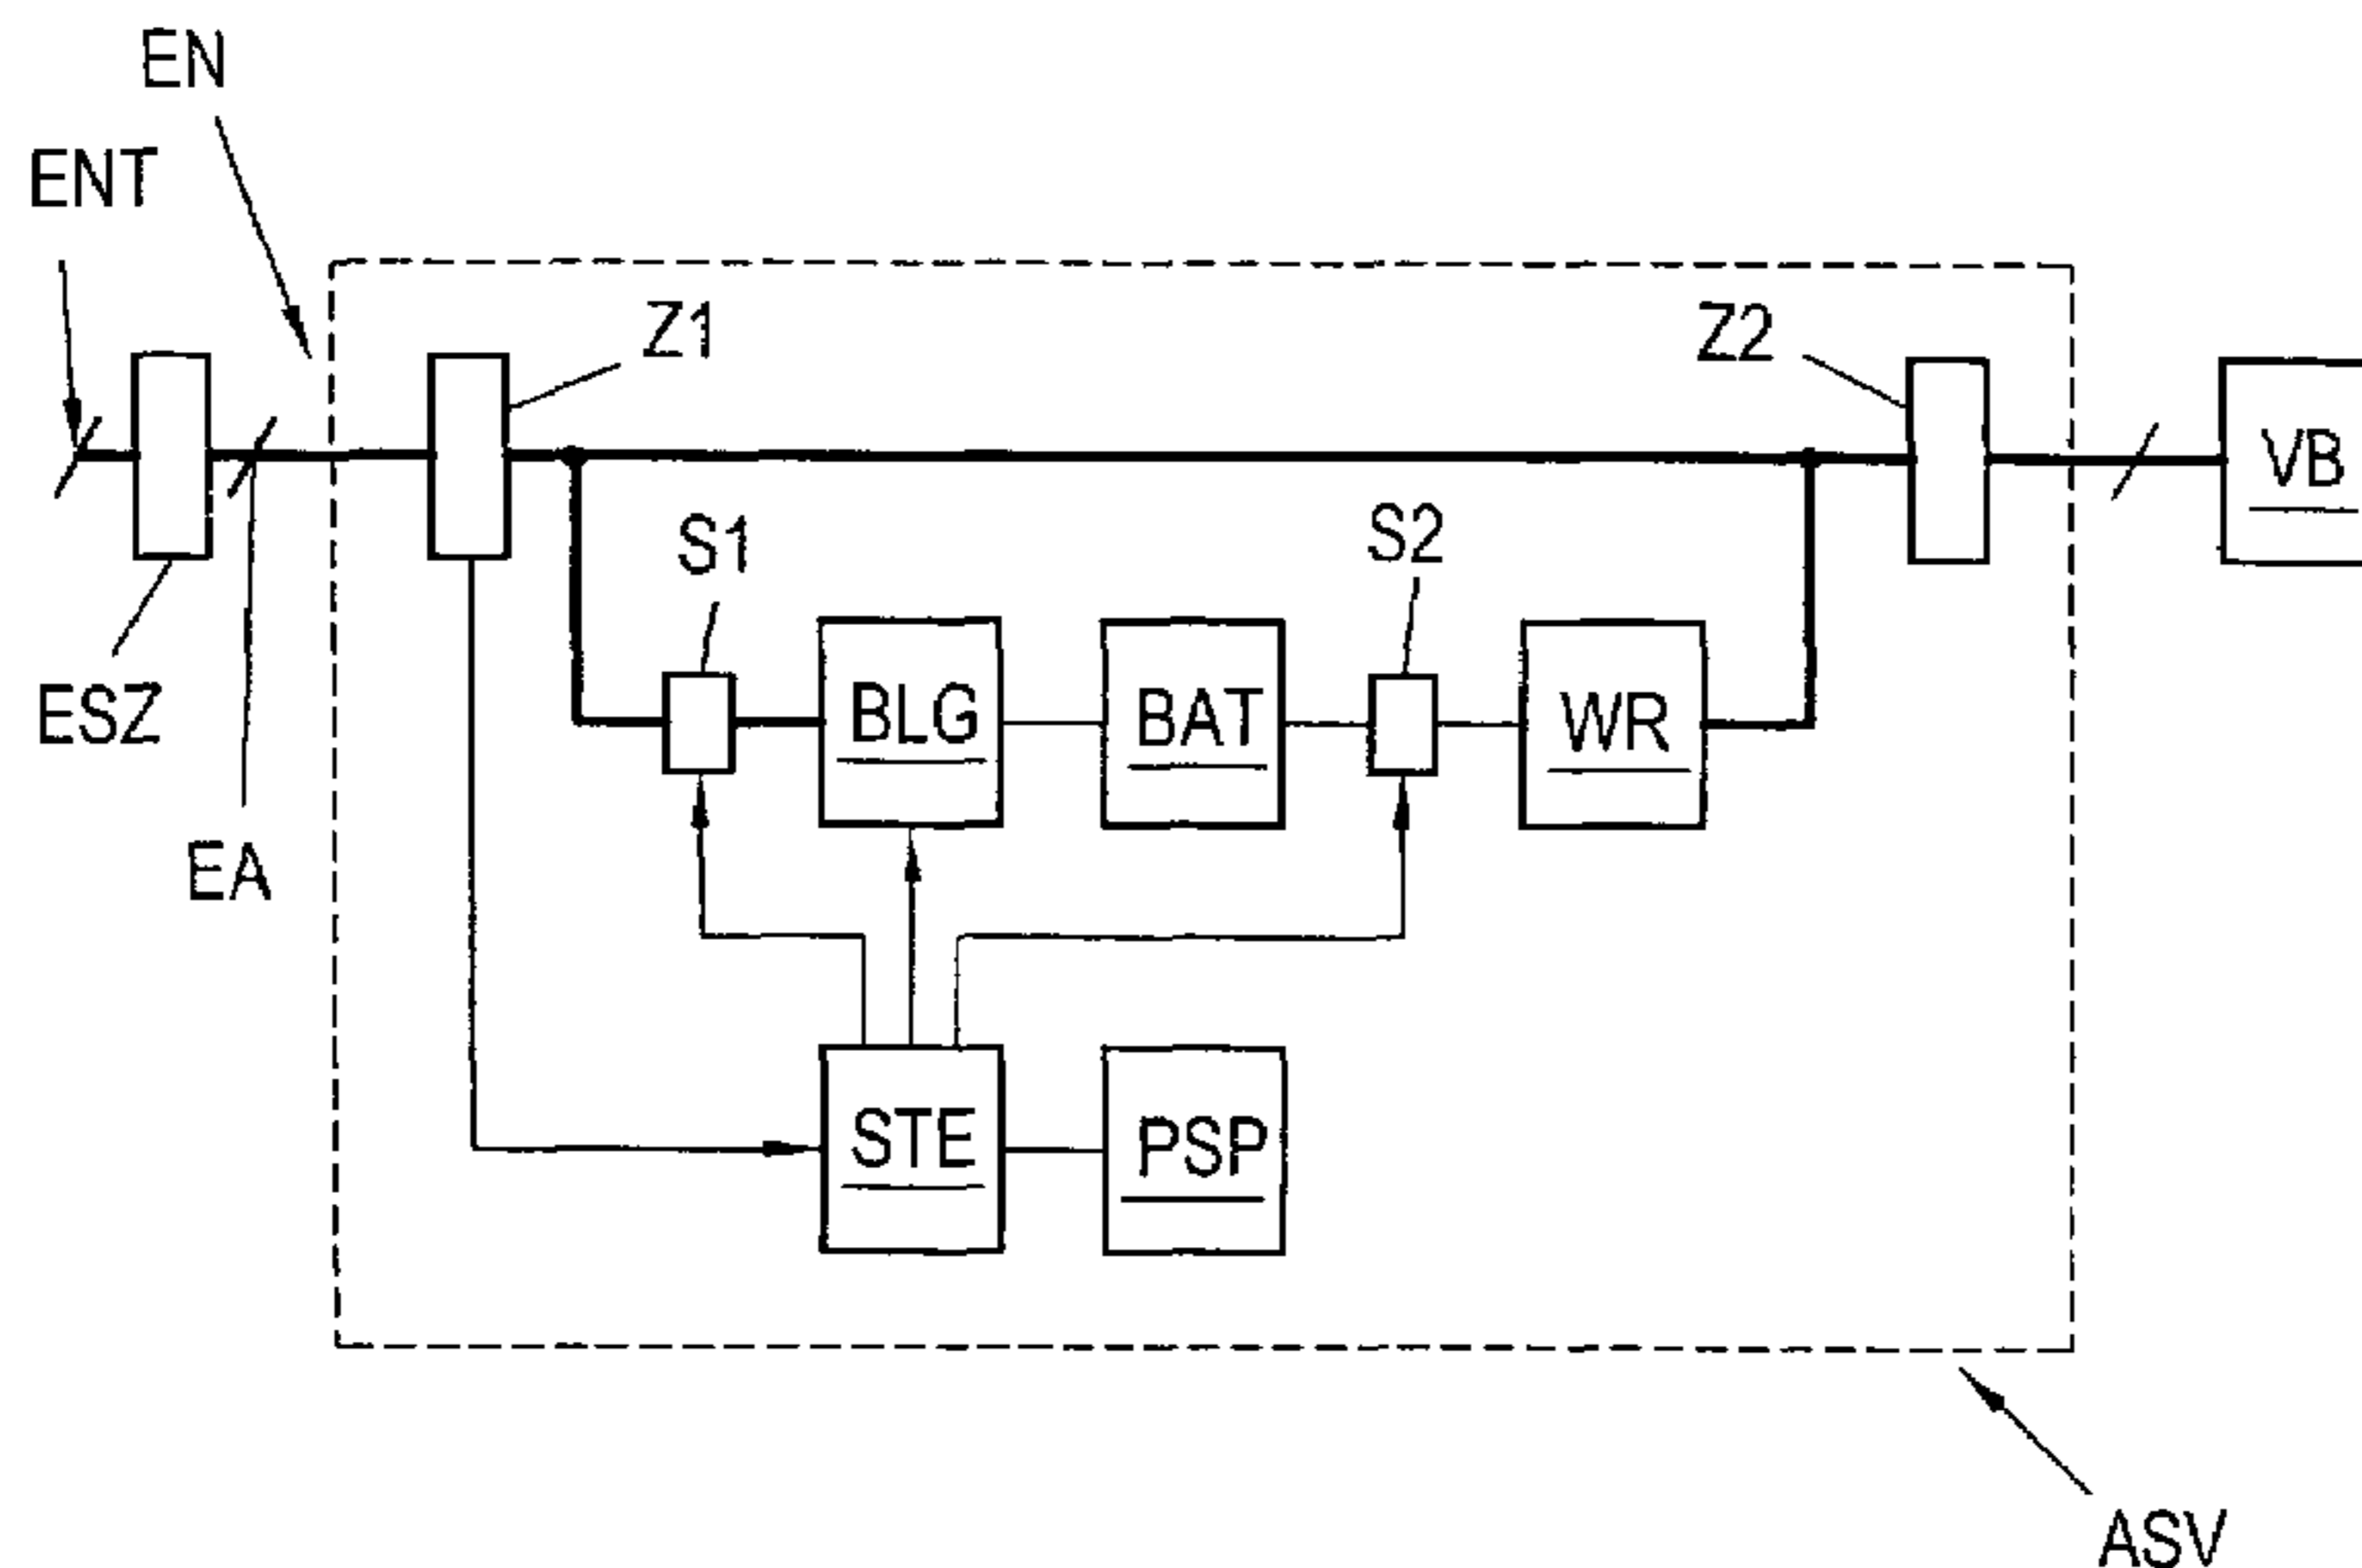 EN
ENT
Z1
Z2
VB
S1
S2
ESZ
BLG
BAT
WR
EA
STE
PSP
ASV